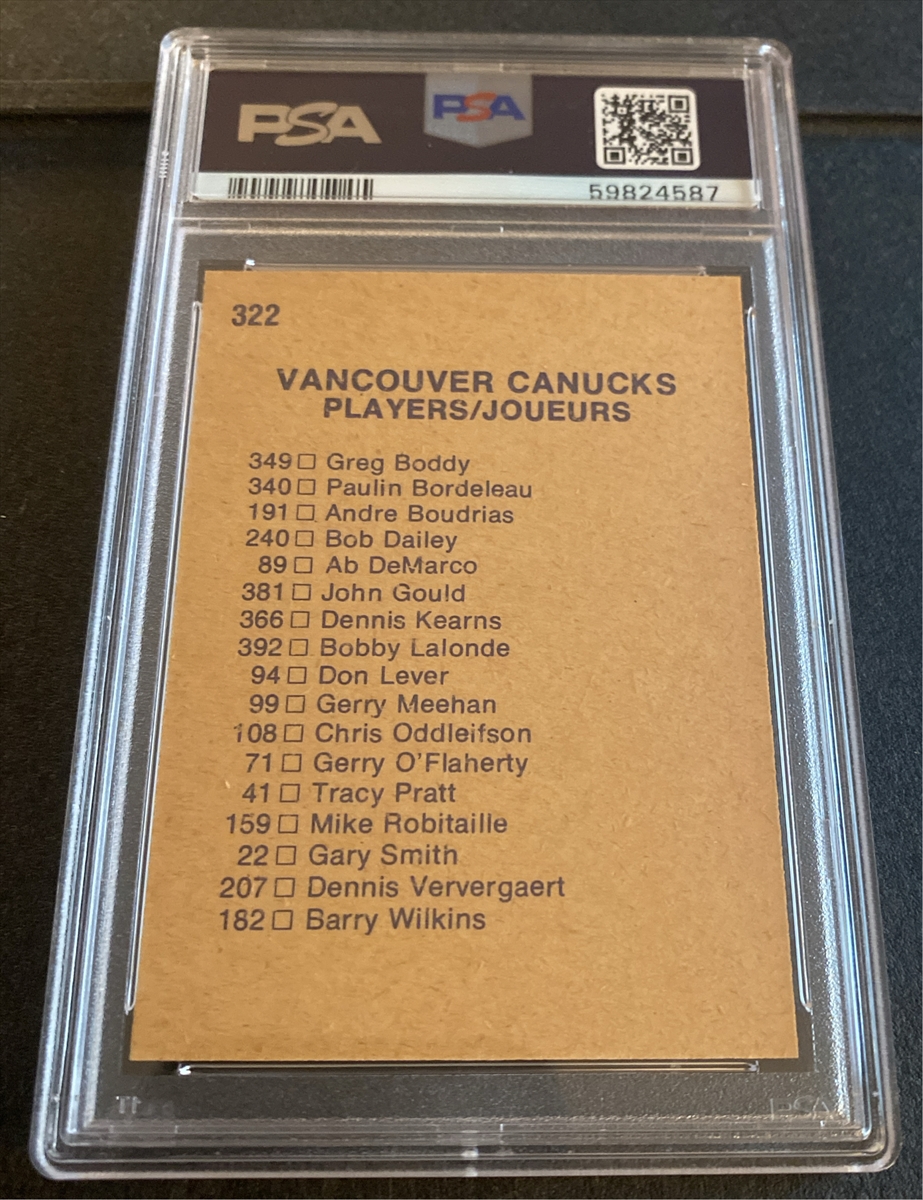 PSA PSA
59824587
322
VANCOUVER CANUCKS
PLAYERS/JOUEURS
349 □ Greg Boddy
340 □ Paulin Bordeleau
191 □ Andre Boudrias
240 □ Bob Dailey
89 □ Ab DeMarco
381 □ John Gould
366 □ Dennis Kearns
392 □ Bobby Lalonde
94 □ Don Lever
99 □ Gerry Meehan
108 □ Chris Oddleifson
71 □ Gerry O'Flaherty
41 □ Tracy Pratt
159 □ Mike Robitaille
22 □ Gary Smith
207 □ Dennis Ververgaert
182 □ Barry Wilkins
PSA